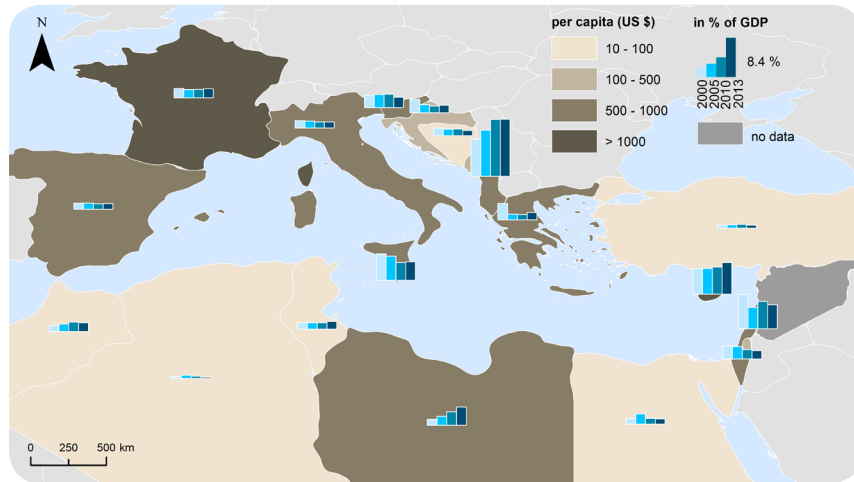 N
per capita (US $)
10 - 100
100 - 500
500 - 1000
> 1000
in % of GDP
8.4 %
2000
2005
2010
2013
no data
0 250 500 km